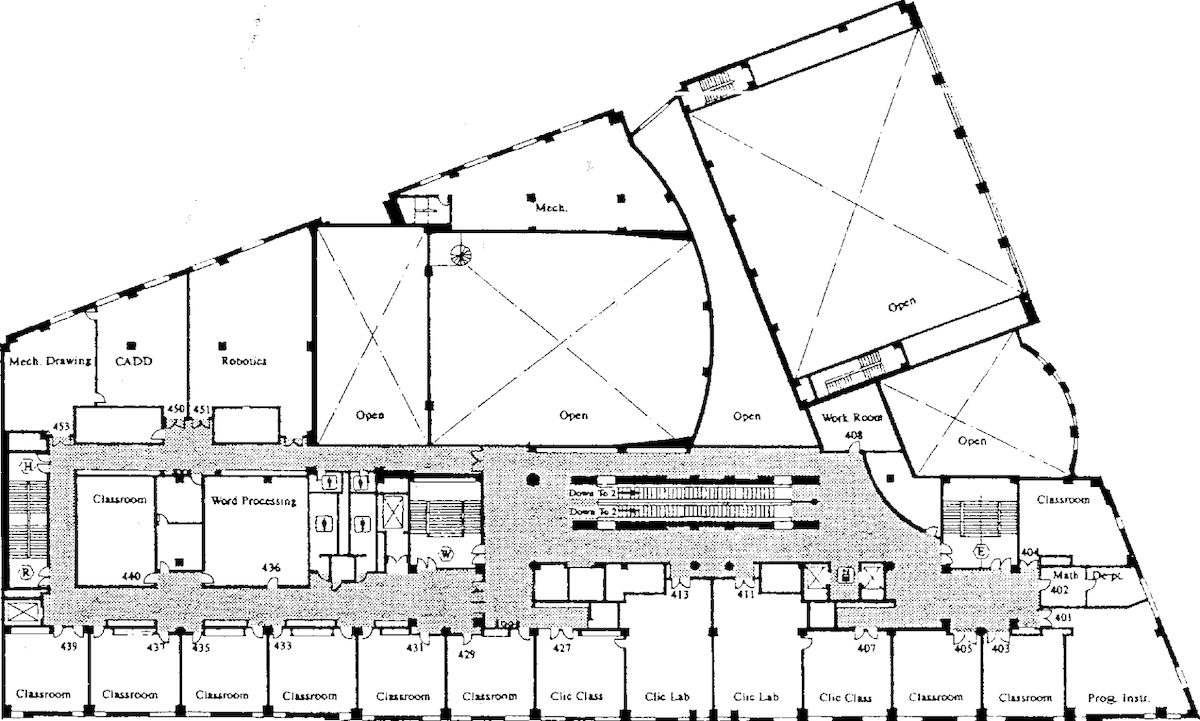 Mech.
Open
Mech. Drawing
CADD
Robotics
Open
Open
Open
Work Room
408
Open
453
450
451
H
Classroom
Word Processing
Down To 2
Down To 2
Classroom
R
440
436
W
E
404
413
411
Math Dept.
402
401
439
437
435
433
431
429
427
407
405
403
Classroom
Classroom
Classroom
Classroom
Classroom
Classroom
Clic Class
Clic Lab
Clic Lab
Clic Class
Classroom
Classroom
Prog. Instr.